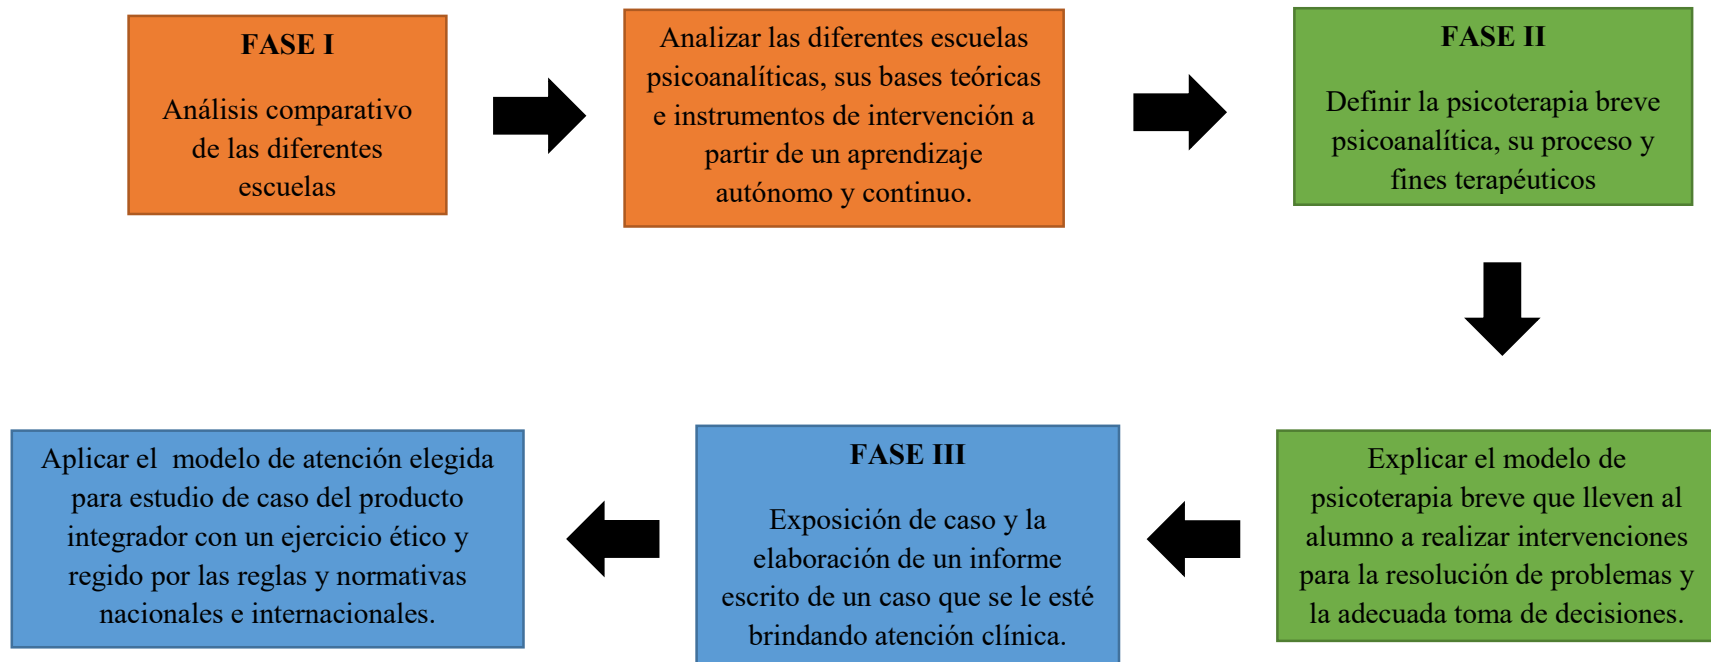 FASE I
Análisis comparativo
de las diferentes
escuelas
Analizar las diferentes escuelas
psicoanalíticas, sus bases teóricas
e instrumentos de intervención a
partir de un aprendizaje
autónomo y continuo.
FASE II
Definir la psicoterapia breve
psicoanalítica, su proceso y
fines terapéuticos
Explicar el modelo de
psicoterapia breve que lleven al
alumno a realizar intervenciones
para la resolución de problemas y
la adecuada toma de decisiones.
FASE III
Exposición de caso y la
elaboración de un informe
escrito de un caso que se le esté
brindando atención clínica.
Aplicar el  modelo de atención elegida
para estudio de caso del producto
integrador con un ejercicio ético y
regido por las reglas y normativas
nacionales e internacionales.